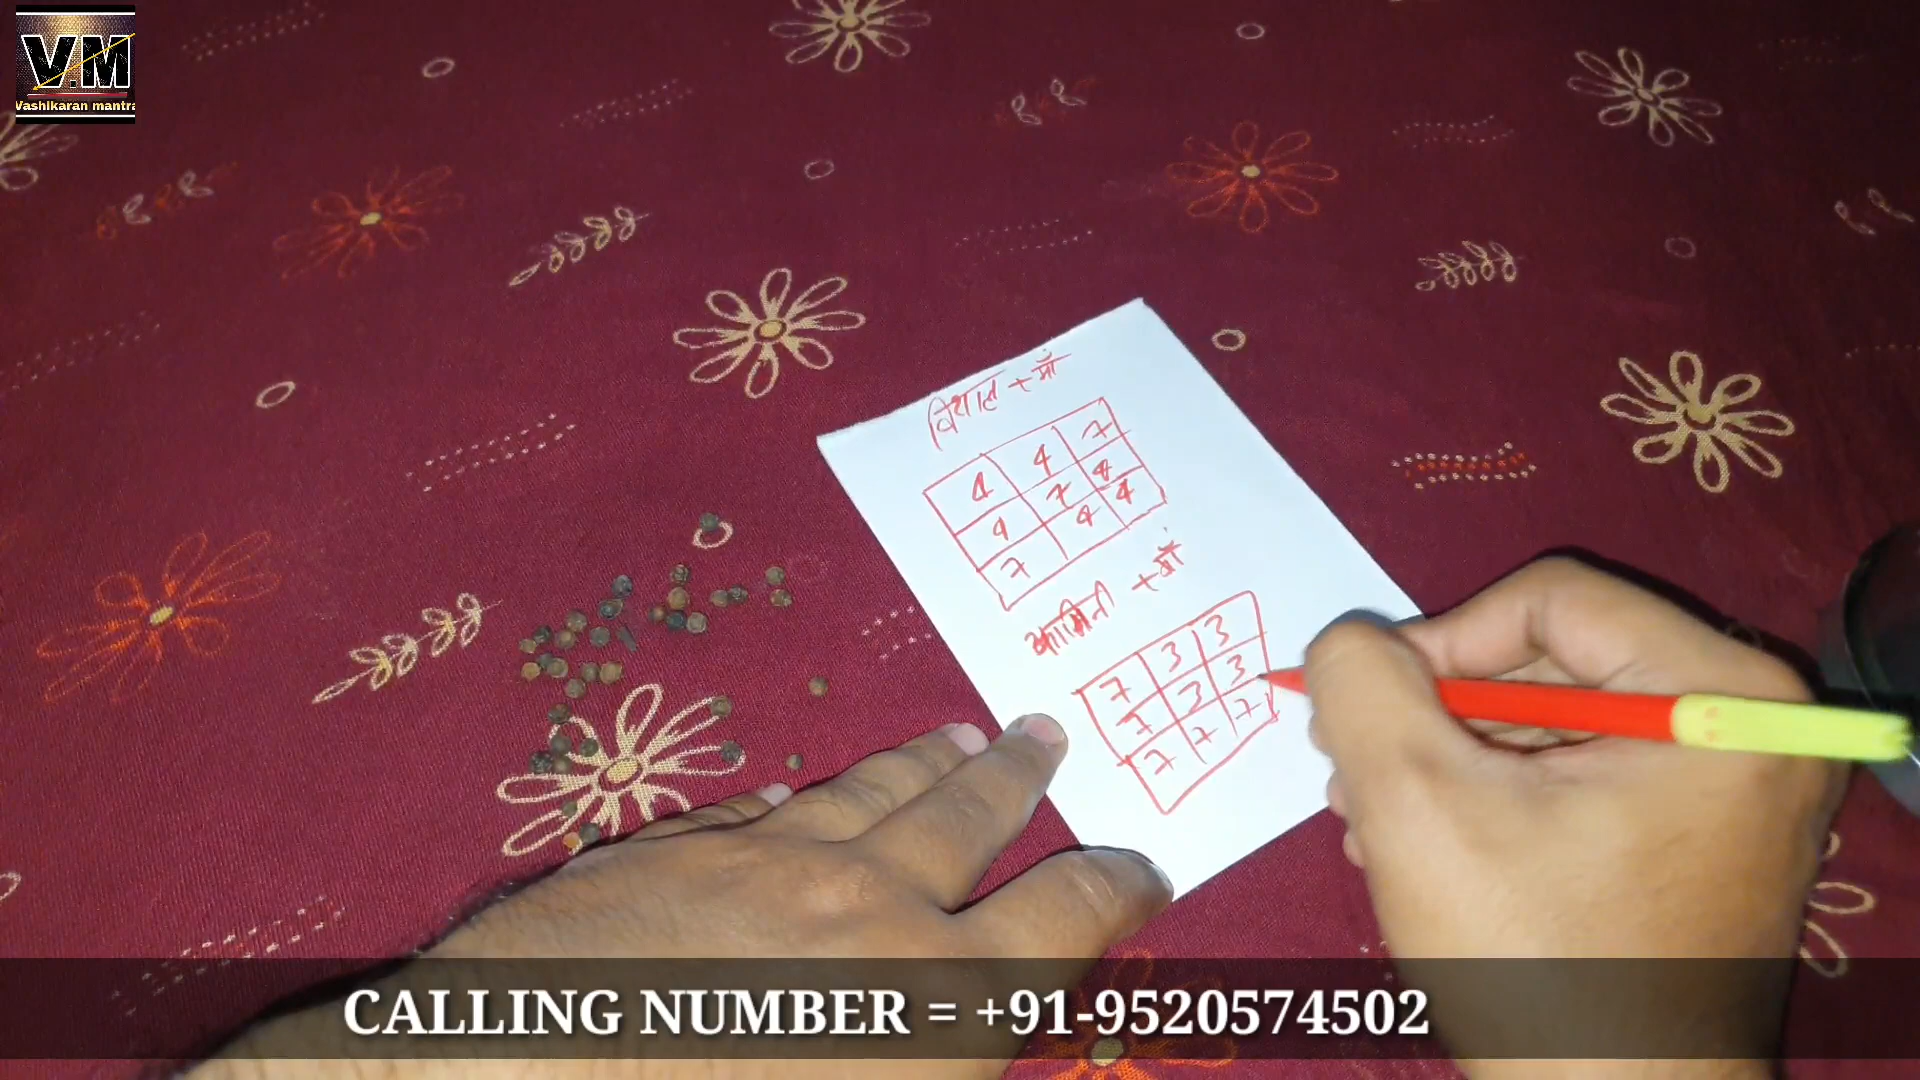 V.M
Vashikaran mantra
विशाल + माँ
4 4 7
4 7 4
7 4 4
कामिनी + माँ
7 3 3
7 3 3
7 7 7
CALLING NUMBER = +91-9520574502